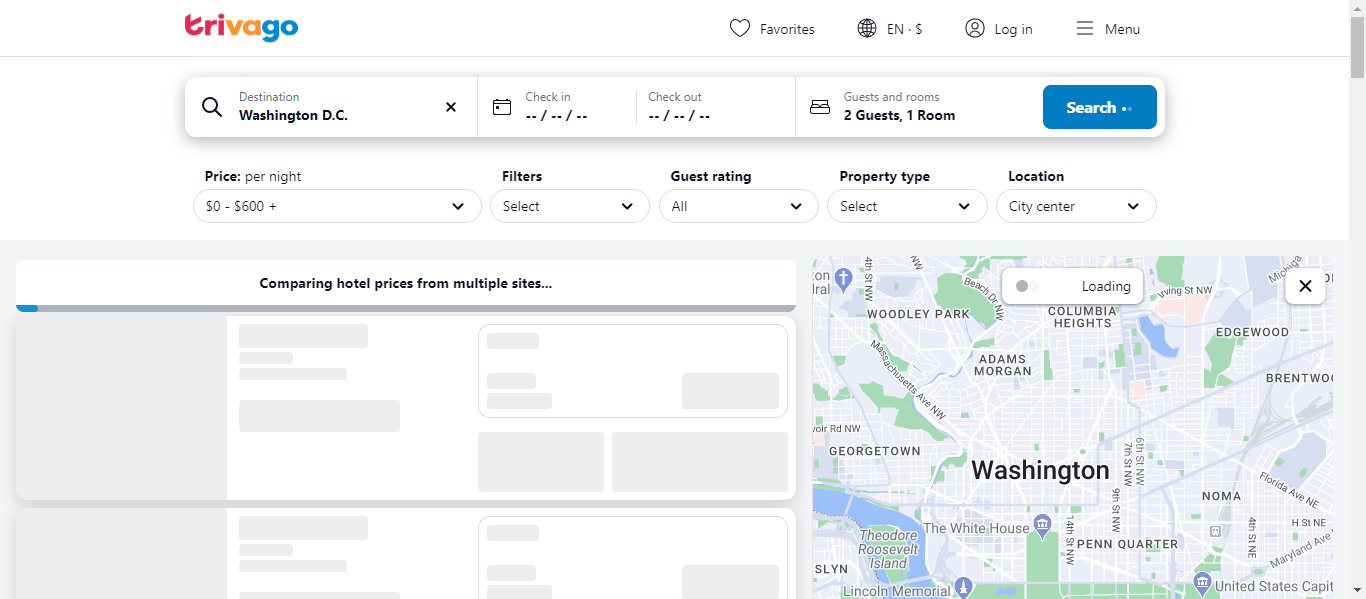 trivago
Favorites
EN · $
Log in
Menu
Destination
Washington D.C.
Check in
-- / -- / --
Check out
-- / -- / --
Guests and rooms
2 Guests, 1 Room
Search
Price: per night
$0 - $600 +
Filters
Select
Guest rating
All
Property type
Select
Location
City center
Comparing hotel prices from multiple sites...
Loading
4th St NW
Beach Dr NW
Irving St NW
Michiga
WOODLEY PARK
COLUMBIA
HEIGHTS
EDGEWOOD
ADAMS
MORGAN
Massachusetts Ave NW
BRENTWOO
voir Rd NW
GEORGETOWN
7th St NW
6th St NW
Washington
9th St NW
NOMA
Florida Ave NE
The White House
14th St NW
H St NE
4th St NE
Theodore
Roosevelt
Island
PENN QUARTER
Maryland Ave
SLYN
Lincoln Memorial
United States Capit